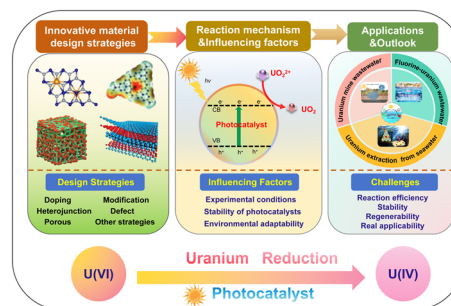 Innovative material
design strategies
Reaction mechanism
&Influencing factors
Applications
&Outlook
hv
UO₂²⁺
UO₂
e⁻ e⁻ e⁻
CB
Photocatalyst
VB
h⁺ h⁺ h⁺
Uranium mine wastewater
Fluorine-uranium wastewater
Uranium extraction from seawater
Design Strategies
Doping Modification
Heterojunction Defect
Porous Other strategies
Influencing Factors
Experimental conditions
Stability of photocatalysts
Environmental adaptability
Challenges
Reaction efficiency
Stability
Regenerability
Real applicability
U(VI)
Uranium Reduction
Photocatalyst
U(IV)